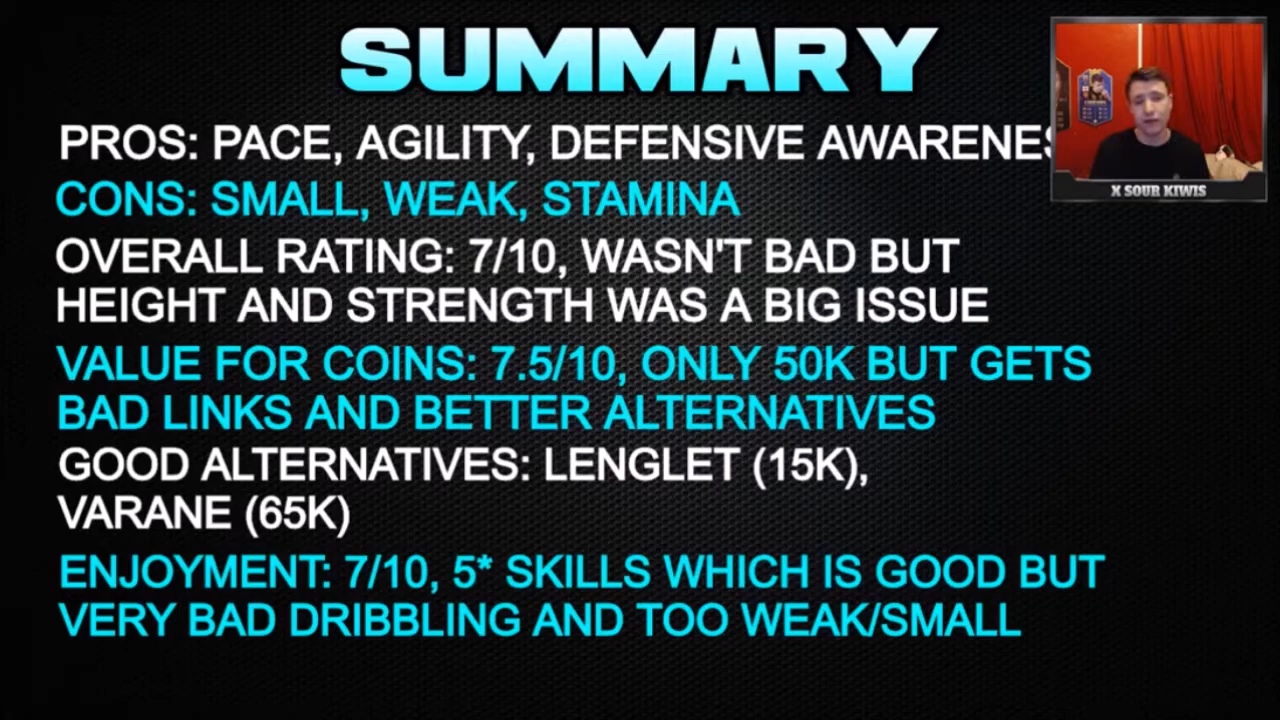 SUMMARY
PROS: PACE, AGILITY, DEFENSIVE AWARENES
CONS: SMALL, WEAK, STAMINA
OVERALL RATING: 7/10, WASN'T BAD BUT
HEIGHT AND STRENGTH WAS A BIG ISSUE
VALUE FOR COINS: 7.5/10, ONLY 50K BUT GETS
BAD LINKS AND BETTER ALTERNATIVES
GOOD ALTERNATIVES: LENGLET (15K),
VARANE (65K)
ENJOYMENT: 7/10, 5* SKILLS WHICH IS GOOD BUT
VERY BAD DRIBBLING AND TOO WEAK/SMALL
X SOUR KIWIS